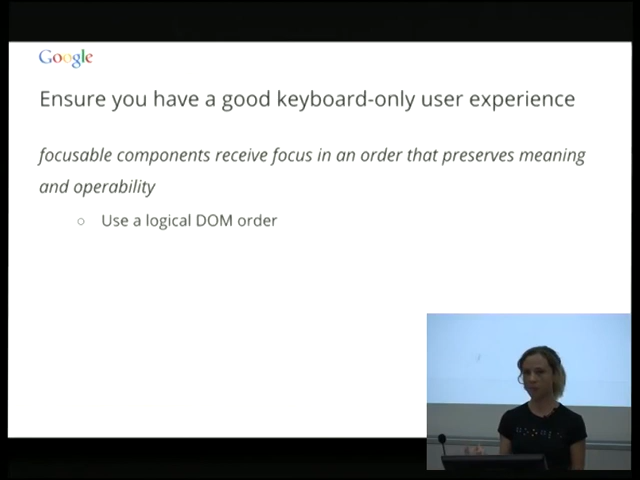 Google
Ensure you have a good keyboard-only user experience
focusable components receive focus in an order that preserves meaning
and operability
○ Use a logical DOM order